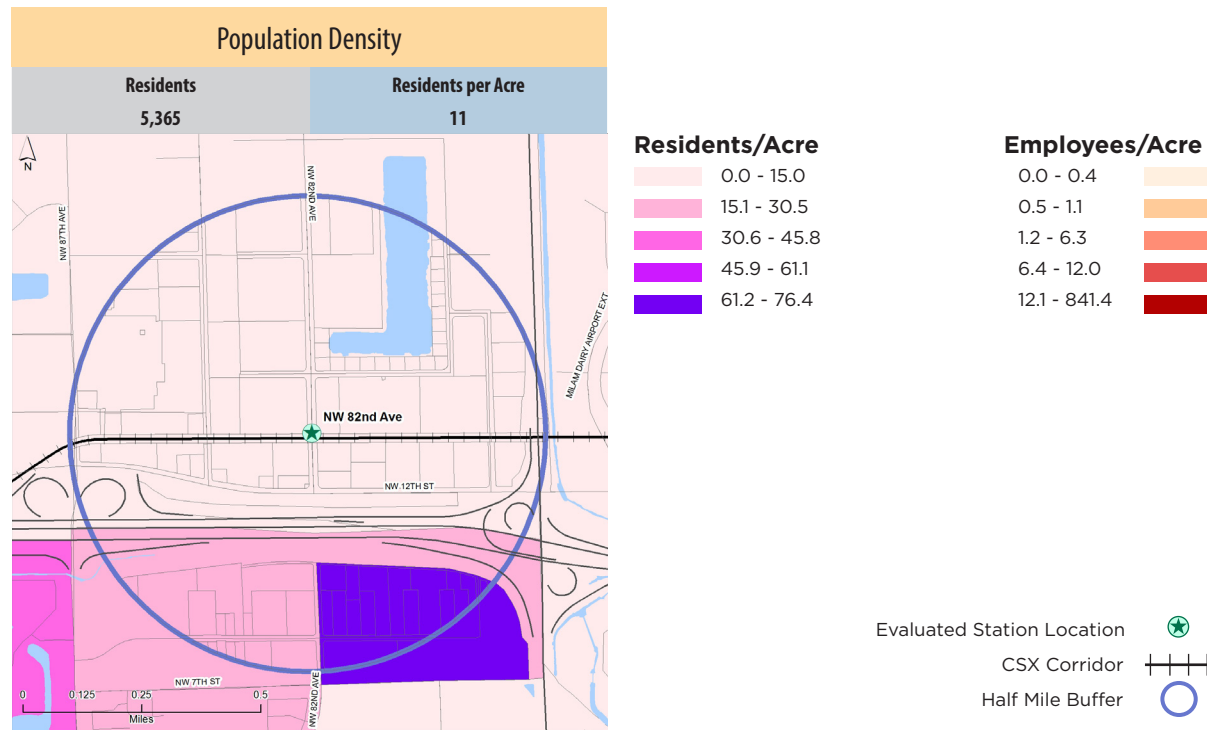 Population Density
Residents
Residents per Acre
5,365
11
N
NW 82ND AVE
NW 87TH AVE
MILAM DAIRY AIRPORT EXT
NW 82nd Ave
NW 12TH ST
NW 7TH ST
NW 82ND AVE
0 0.125 0.25 0.5
Miles
Residents/Acre
0.0 - 15.0
15.1 - 30.5
30.6 - 45.8
45.9 - 61.1
61.2 - 76.4
Employees/Acre
0.0 - 0.4
0.5 - 1.1
1.2 - 6.3
6.4 - 12.0
12.1 - 841.4
Evaluated Station Location
CSX Corridor
Half Mile Buffer